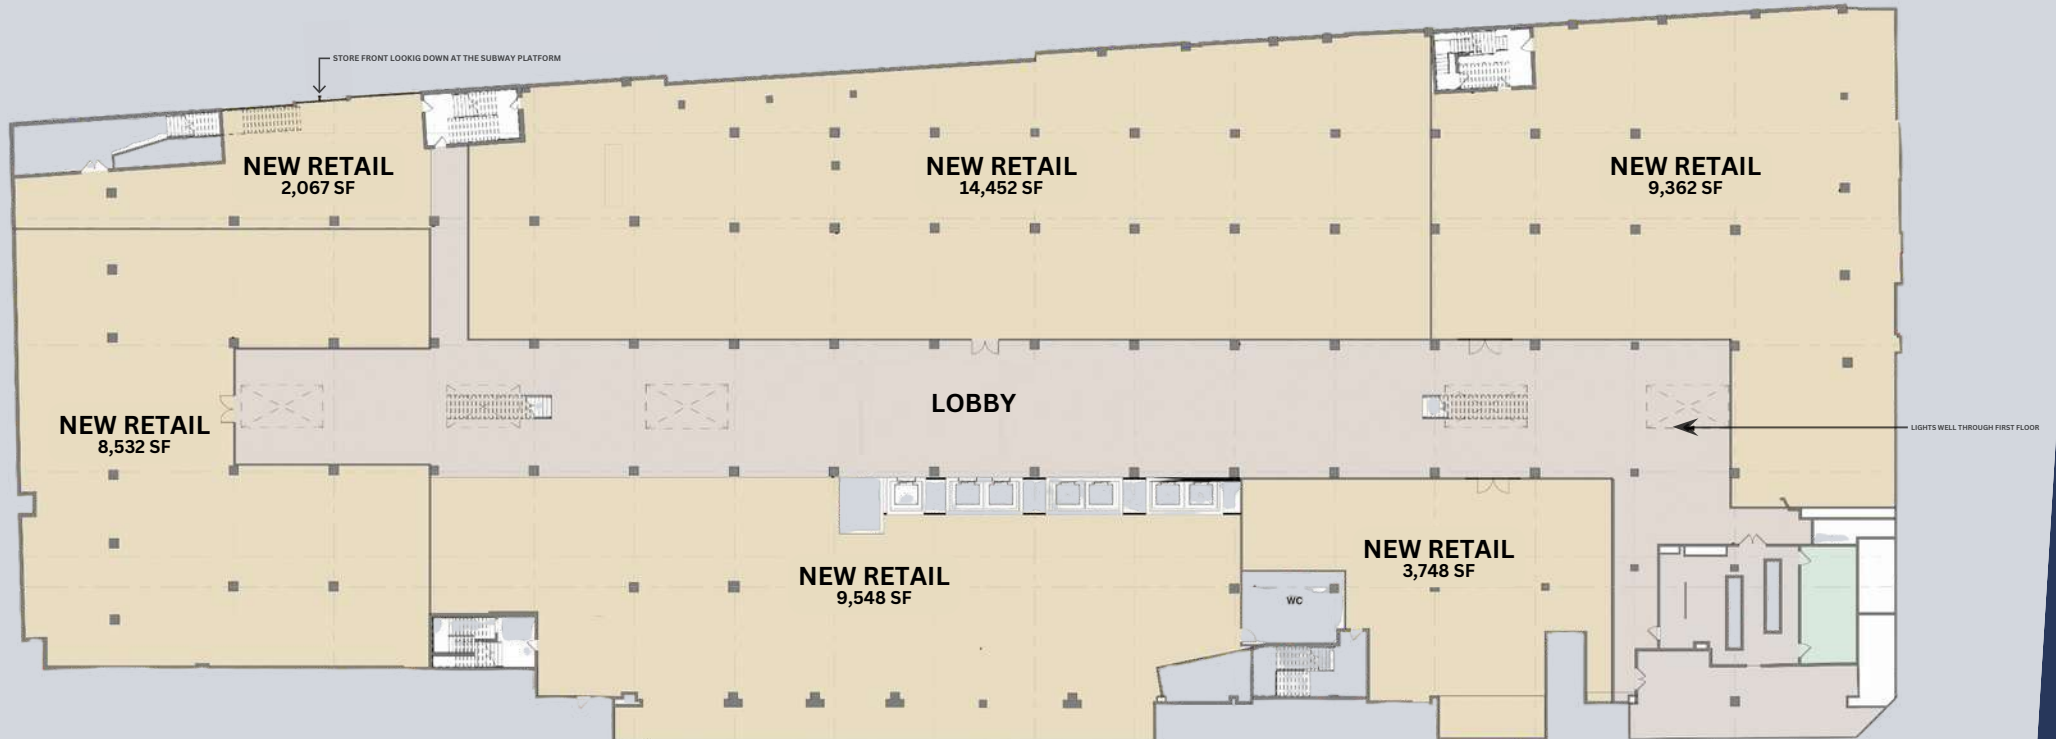 STORE FRONT LOOKIG DOWN AT THE SUBWAY PLATFORM
NEW RETAIL
2,067 SF
NEW RETAIL
14,452 SF
NEW RETAIL
9,362 SF
LOBBY
NEW RETAIL
8,532 SF
LIGHTS WELL THROUGH FIRST FLOOR
NEW RETAIL
9,548 SF
NEW RETAIL
3,748 SF
WC